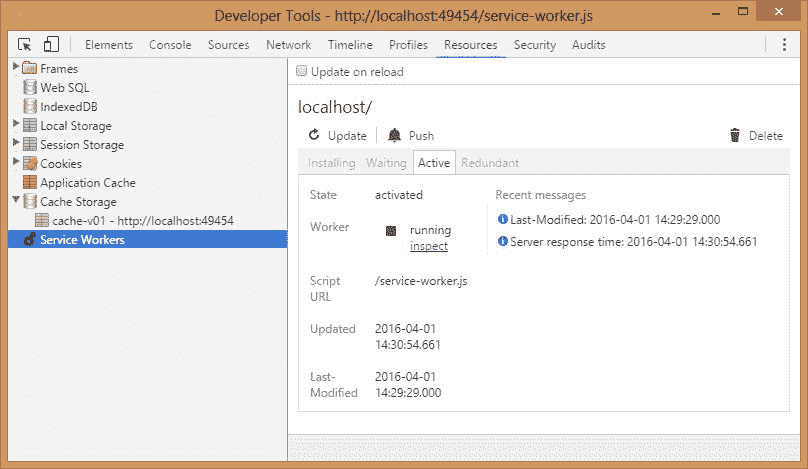 Developer Tools - http://localhost:49454/service-worker.js
Elements Console Sources Network Timeline Profiles Resources Security Audits
Frames
Web SQL
IndexedDB
Local Storage
Session Storage
Cookies
Application Cache
Cache Storage
cache-v01 - http://localhost:49454
Service Workers
Update on reload
localhost/
Update Push Delete
Installing Waiting Active Redundant
State activated
Worker running
inspect
Script
URL /service-worker.js
Updated 2016-04-01
14:30:54.661
Last-
Modified 2016-04-01
14:29:29.000
Recent messages
Last-Modified: 2016-04-01 14:29:29.000
Server response time: 2016-04-01 14:30:54.661